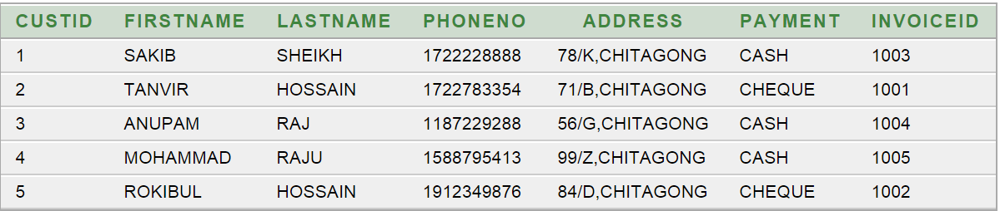 CUSTID FIRSTNAME LASTNAME PHONENO ADDRESS PAYMENT INVOICEID
1 SAKIB SHEIKH 1722228888 78/K,CHITAGONG CASH 1003
2 TANVIR HOSSAIN 1722783354 71/B,CHITAGONG CHEQUE 1001
3 ANUPAM RAJ 1187229288 56/G,CHITAGONG CASH 1004
4 MOHAMMAD RAJU 1588795413 99/Z,CHITAGONG CASH 1005
5 ROKIBUL HOSSAIN 1912349876 84/D,CHITAGONG CHEQUE 1002